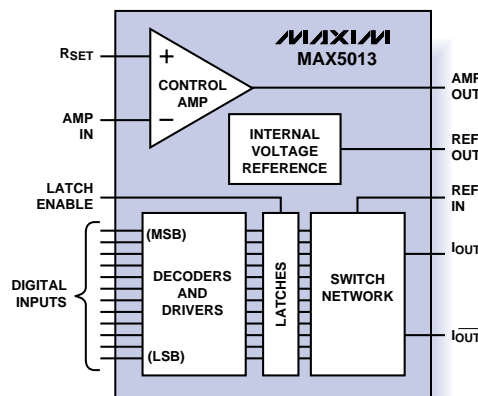 MAXIM
MAX5013
RSET
+
CONTROL
AMP
AMP
OUT
AMP
IN
−
INTERNAL
VOLTAGE
REFERENCE
REF
OUT
LATCH
ENABLE
REF
IN
(MSB)
DIGITAL
INPUTS
DECODERS
AND
DRIVERS
LATCHES
SWITCH
NETWORK
IOUT
(LSB)
IOUT